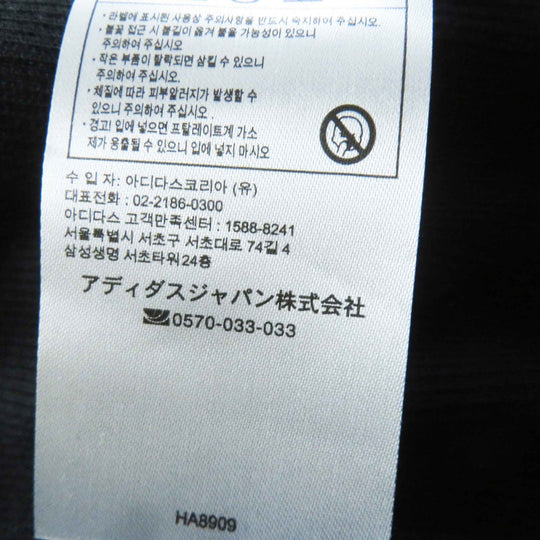 · 라벨에 표시된 사용상 주의사항을 반드시 숙지하여 주십시오
· 불꽃 접근 시 불길이 옮겨 붙을 가능성이 있으니
주의하여 주십시오
· 작은 부품이 탈락되면 삼킬 수 있으니
주의하여 주십시오.
· 체질에 따라 피부알러지가 발생할 수
있으니 주의하여 주십시오 .
· 경고! 입에 넣으면 프탈레이트계 가소
제가 용출될 수 있으니 입에 넣지 마시오
수 입 자: 아디다스코리아 (유)
대표전화 : 02-2186-0300
아디다스 고객만족센터 : 1588-8241
서울특별시 서초구 서초대로 74길 4
삼성생명 서초타워 24층
アディダスジャパン株式会社
0570-033-033
HA8909